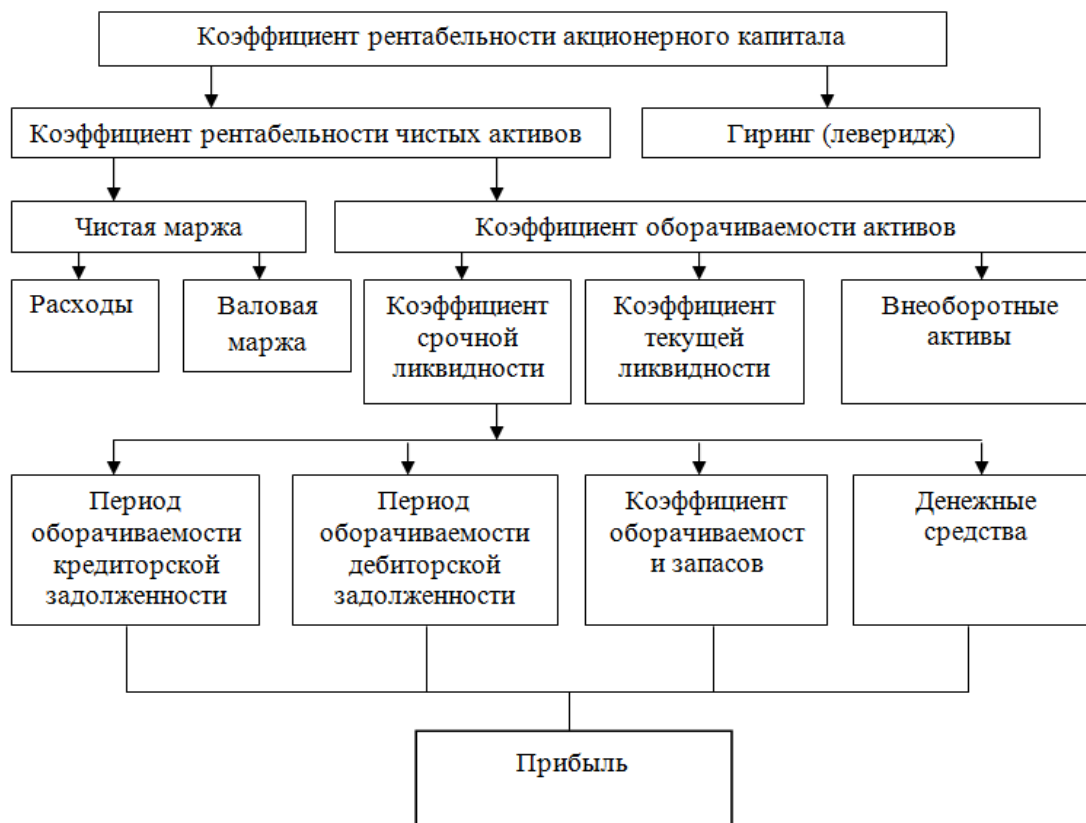 Коэффициент рентабельности акционерного капитала
Коэффициент рентабельности чистых активов
Гиринг (леверидж)
Чистая маржа
Коэффициент оборачиваемости активов
Расходы
Валовая
маржа
Коэффициент
срочной
ликвидности
Коэффициент
текущей
ликвидности
Внеоборотные
активы
Период
оборачиваемости
кредиторской
задолженности
Период
оборачиваемости
дебиторской
задолженности
Коэффициент
оборачиваемост
и запасов
Денежные
средства
Прибыль